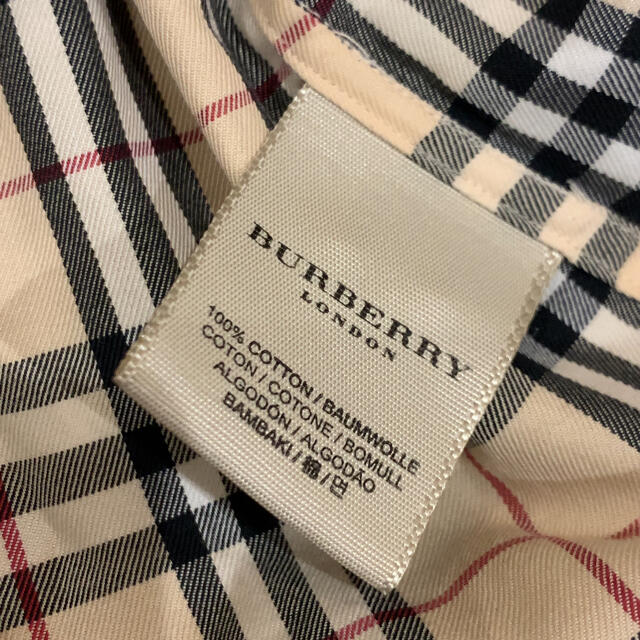 BURBERRY
LONDON
100% COTTON / BAUMWOLLE
COTON / COTONE / BOMULL
ALGODÓN / ALGODÃO
BAMBAKI / 棉 / 면